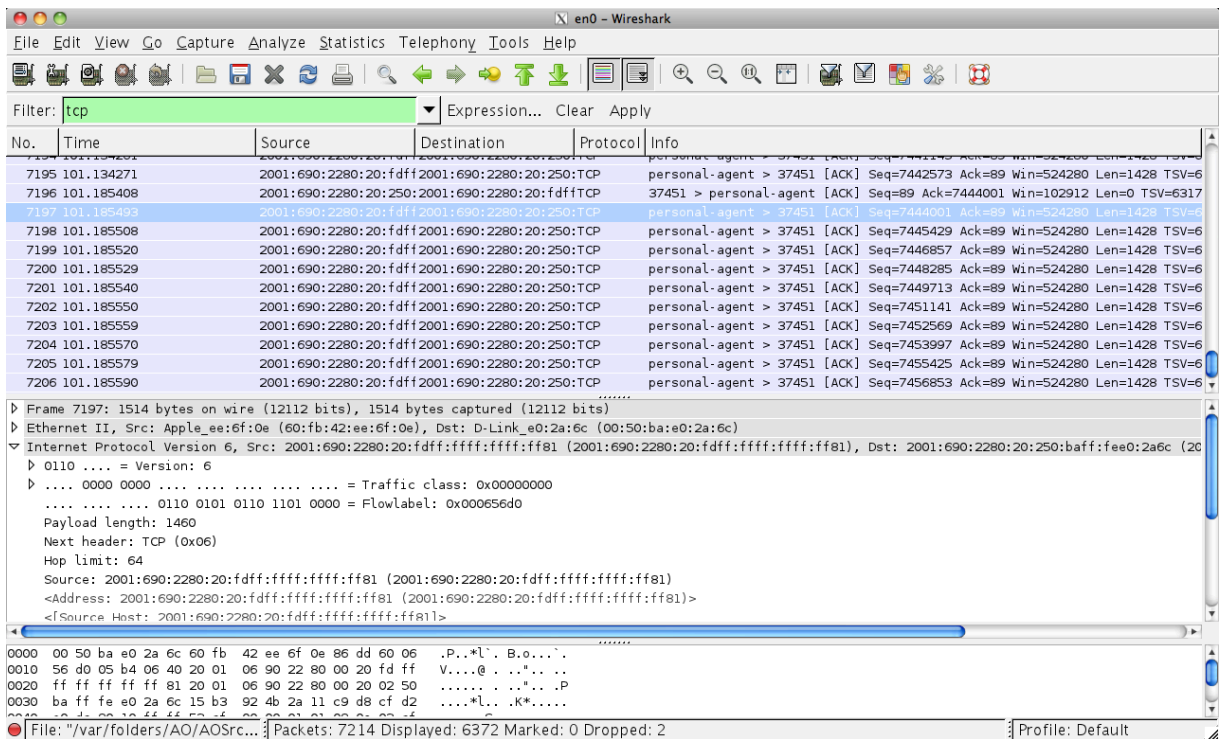 en0 - Wireshark
File Edit View Go Capture Analyze Statistics Telephony Tools Help
Filter: tcp Expression... Clear Apply
No. Time Source Destination Protocol Info
7195 101.134271 2001:690:2280:20:fdff 2001:690:2280:20:250: TCP personal-agent > 37451 [ACK] Seq=7442573 Ack=89 Win=524280 Len=1428 TSV=6
7196 101.185408 2001:690:2280:20:250: 2001:690:2280:20:fdff TCP 37451 > personal-agent [ACK] Seq=89 Ack=7444001 Win=102912 Len=0 TSV=6317
7197 101.185493 2001:690:2280:20:fdff 2001:690:2280:20:250: TCP personal-agent > 37451 [ACK] Seq=7444001 Ack=89 Win=524280 Len=1428 TSV=6
7198 101.185508 2001:690:2280:20:fdff 2001:690:2280:20:250: TCP personal-agent > 37451 [ACK] Seq=7445429 Ack=89 Win=524280 Len=1428 TSV=6
7199 101.185520 2001:690:2280:20:fdff 2001:690:2280:20:250: TCP personal-agent > 37451 [ACK] Seq=7446857 Ack=89 Win=524280 Len=1428 TSV=6
7200 101.185529 2001:690:2280:20:fdff 2001:690:2280:20:250: TCP personal-agent > 37451 [ACK] Seq=7448285 Ack=89 Win=524280 Len=1428 TSV=6
7201 101.185540 2001:690:2280:20:fdff 2001:690:2280:20:250: TCP personal-agent > 37451 [ACK] Seq=7449713 Ack=89 Win=524280 Len=1428 TSV=6
7202 101.185550 2001:690:2280:20:fdff 2001:690:2280:20:250: TCP personal-agent > 37451 [ACK] Seq=7451141 Ack=89 Win=524280 Len=1428 TSV=6
7203 101.185559 2001:690:2280:20:fdff 2001:690:2280:20:250: TCP personal-agent > 37451 [ACK] Seq=7452569 Ack=89 Win=524280 Len=1428 TSV=6
7204 101.185570 2001:690:2280:20:fdff 2001:690:2280:20:250: TCP personal-agent > 37451 [ACK] Seq=7453997 Ack=89 Win=524280 Len=1428 TSV=6
7205 101.185579 2001:690:2280:20:fdff 2001:690:2280:20:250: TCP personal-agent > 37451 [ACK] Seq=7455425 Ack=89 Win=524280 Len=1428 TSV=6
7206 101.185590 2001:690:2280:20:fdff 2001:690:2280:20:250: TCP personal-agent > 37451 [ACK] Seq=7456853 Ack=89 Win=524280 Len=1428 TSV=6
Frame 7197: 1514 bytes on wire (12112 bits), 1514 bytes captured (12112 bits)
Ethernet II, Src: Apple_ee:6f:0e (60:fb:42:ee:6f:0e), Dst: D-Link_e0:2a:6c (00:50:ba:e0:2a:6c)
Internet Protocol Version 6, Src: 2001:690:2280:20:fdff:ffff:ffff:ff81 (2001:690:2280:20:fdff:ffff:ffff:ff81), Dst: 2001:690:2280:20:250:baff:fee0:2a6c (20
0110 .... = Version: 6
.... 0000 0000 .... .... .... .... .... = Traffic class: 0x00000000
.... .... .... 0110 0101 0110 1101 0000 = Flowlabel: 0x000656d0
Payload length: 1460
Next header: TCP (0x06)
Hop limit: 64
Source: 2001:690:2280:20:fdff:ffff:ffff:ff81 (2001:690:2280:20:fdff:ffff:ffff:ff81)
<Address: 2001:690:2280:20:fdff:ffff:ffff:ff81 (2001:690:2280:20:fdff:ffff:ffff:ff81)>
<[Source Host: 2001:690:2280:20:fdff:ffff:ffff:ff81]>
0000 00 50 ba e0 2a 6c 60 fb 42 ee 6f 0e 86 dd 60 06 .P..*l`. B.o...`.
0010 56 d0 05 b4 06 40 20 01 06 90 22 80 00 20 fd ff V....@ . ..".. ..
0020 ff ff ff ff ff 81 20 01 06 90 22 80 00 20 02 50 ...... . ..".. .P
0030 ba ff fe e0 2a 6c 15 b3 92 4b 2a 11 c9 d8 cf d2 ....*l.. .K*.....
File: "/var/folders/AO/AOSrc... Packets: 7214 Displayed: 6372 Marked: 0 Dropped: 2 Profile: Default